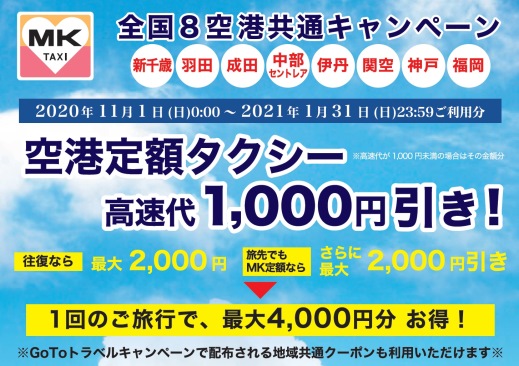 MK
TAXI
全国8空港共通キャンペーン
新千歳 羽田 成田 中部セントレア 伊丹 関空 神戸 福岡
2020年11月1日(日)0:00 ～ 2021年1月31日(日)23:59ご利用分
空港定額タクシー ※高速代が1,000円未満の場合はその金額分
高速代1,000円引き！
往復なら 最大 2,000円 旅先でもMK定額なら さらに最大 2,000円引き
1回のご旅行で、最大4,000円分 お得！
※GoToトラベルキャンペーンで配布される地域共通クーポンも利用いただけます※